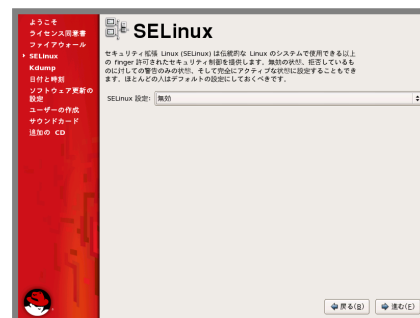 ようこそ
ライセンス同意書
ファイアウォール
SELinux
Kdump
日付と時刻
ソフトウェア更新の
設定
ユーザーの作成
サウンドカード
追加の CD
SELinux
セキュリティ拡張 Linux (SELinux) は伝統的な Linux のシステムで使用できる以上
の finger 許可されたセキュリティ制御を提供します。無効の状態、拒否しているも
のに対しての警告のみの状態、そして完全にアクティブな状態に設定することもでき
ます。ほとんどの人はデフォルトの設定にしておくべきです。
SELinux 設定: 無効
戻る(B)
進む(F)